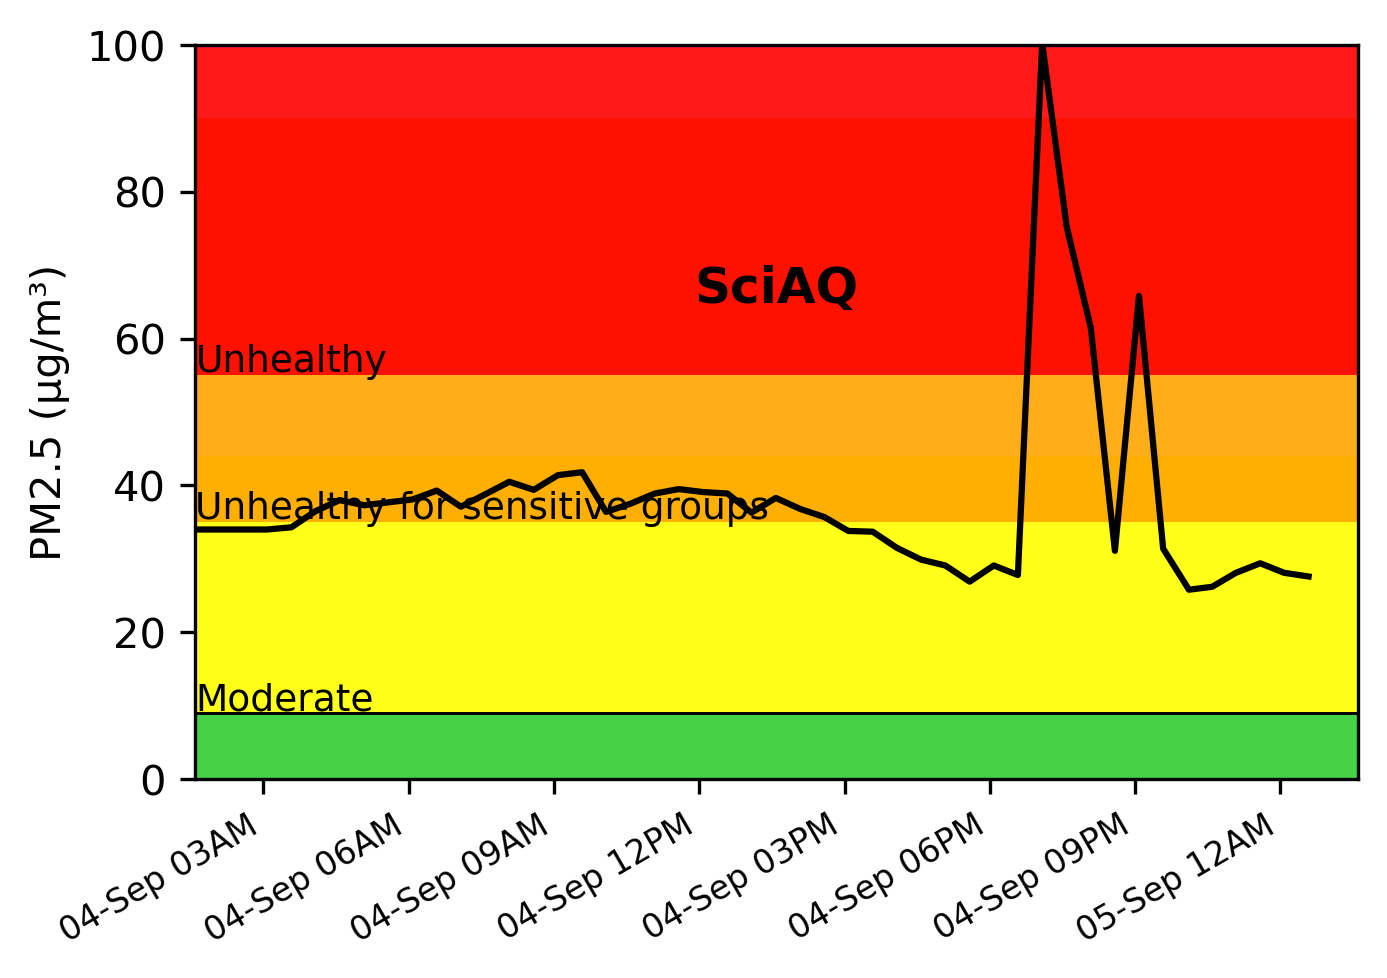 100
80
60
40
20
0
PM2.5 (µg/m³)
SciAQ
Unhealthy
Unhealthy for sensitive groups
Moderate
04-Sep 03AM
04-Sep 06AM
04-Sep 09AM
04-Sep 12PM
04-Sep 03PM
04-Sep 06PM
04-Sep 09PM
05-Sep 12AM